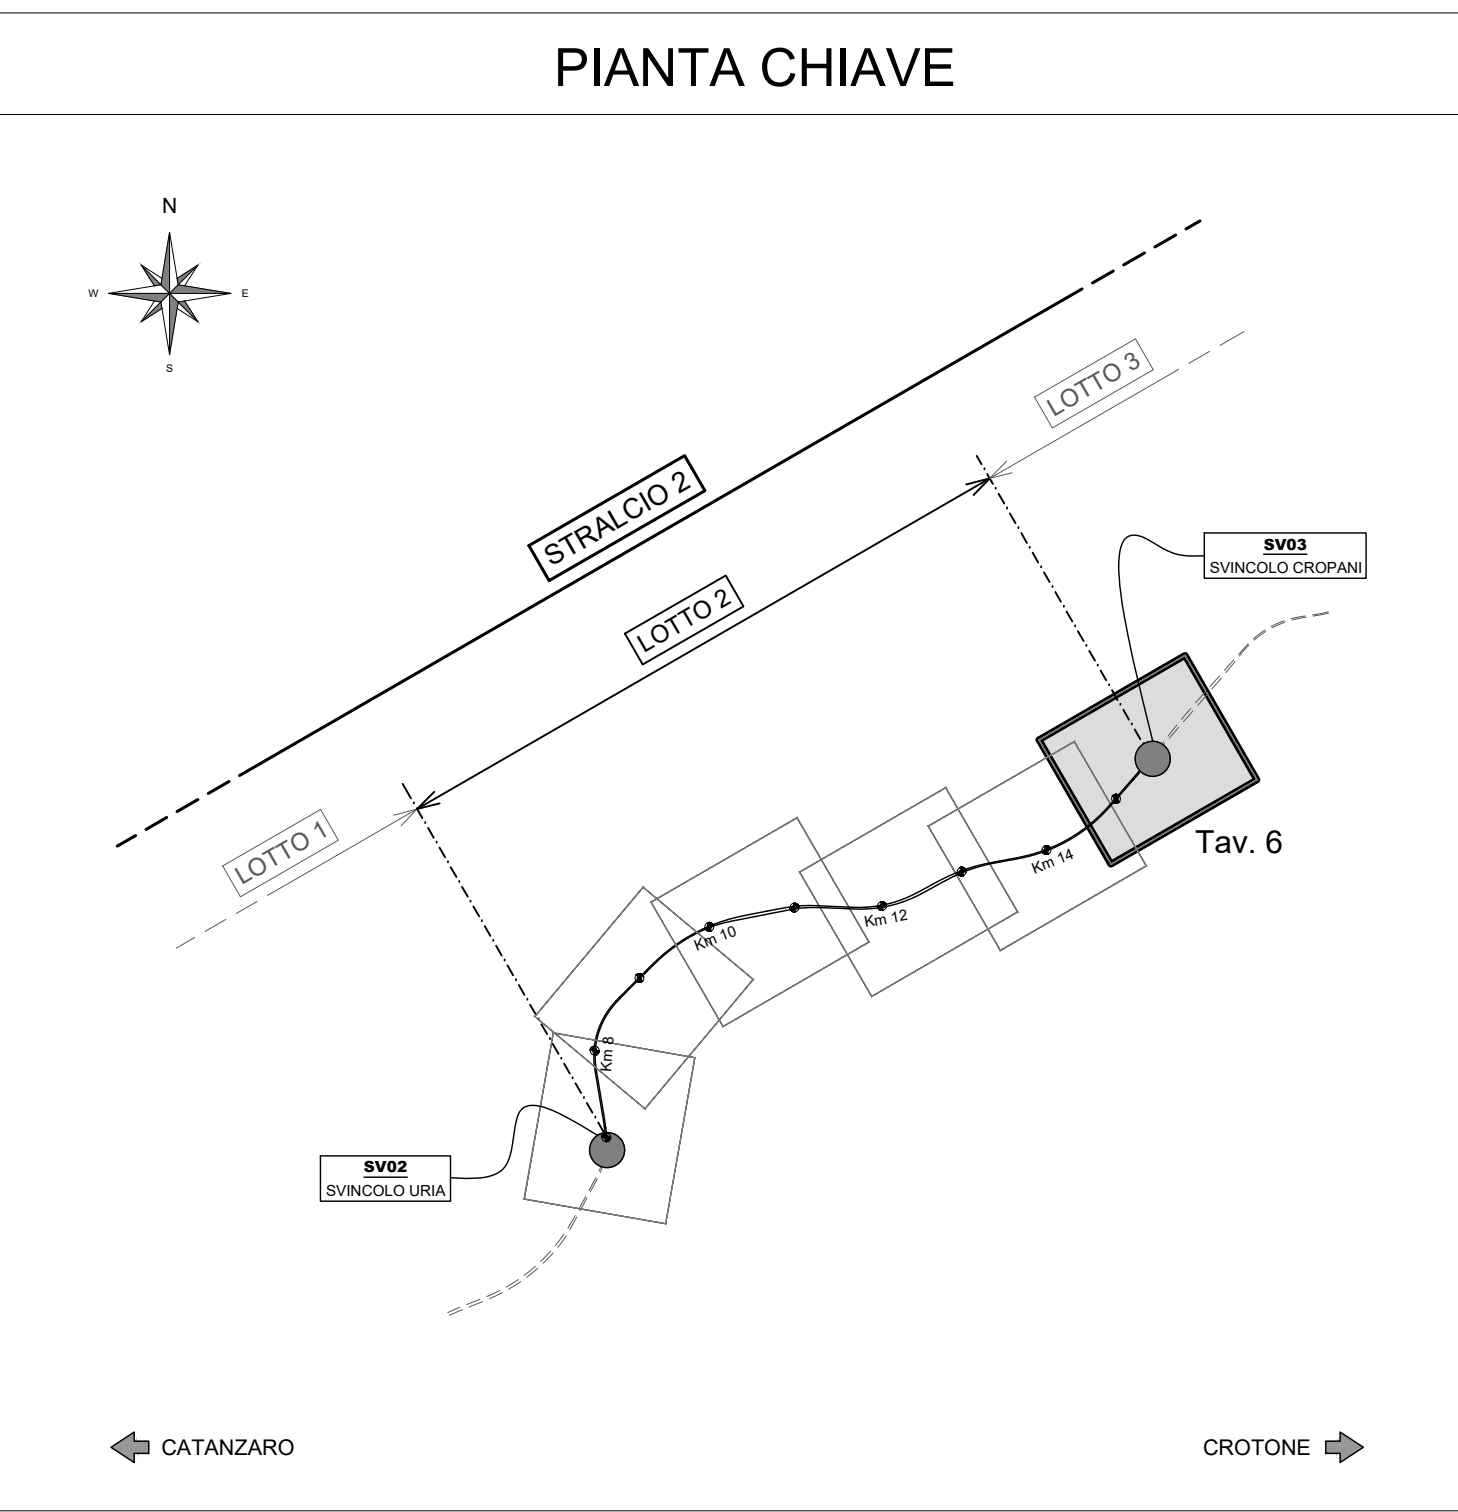 PIANTA CHIAVE
N
W
E
S
LOTTO 3
STRALCIO 2
SV03
SVINCOLO CROPANI
LOTTO 2
LOTTO 1
Tav. 6
Km 14
Km 12
Km 10
Km 8
SV02
SVINCOLO URIA
CATANZARO
CROTONE